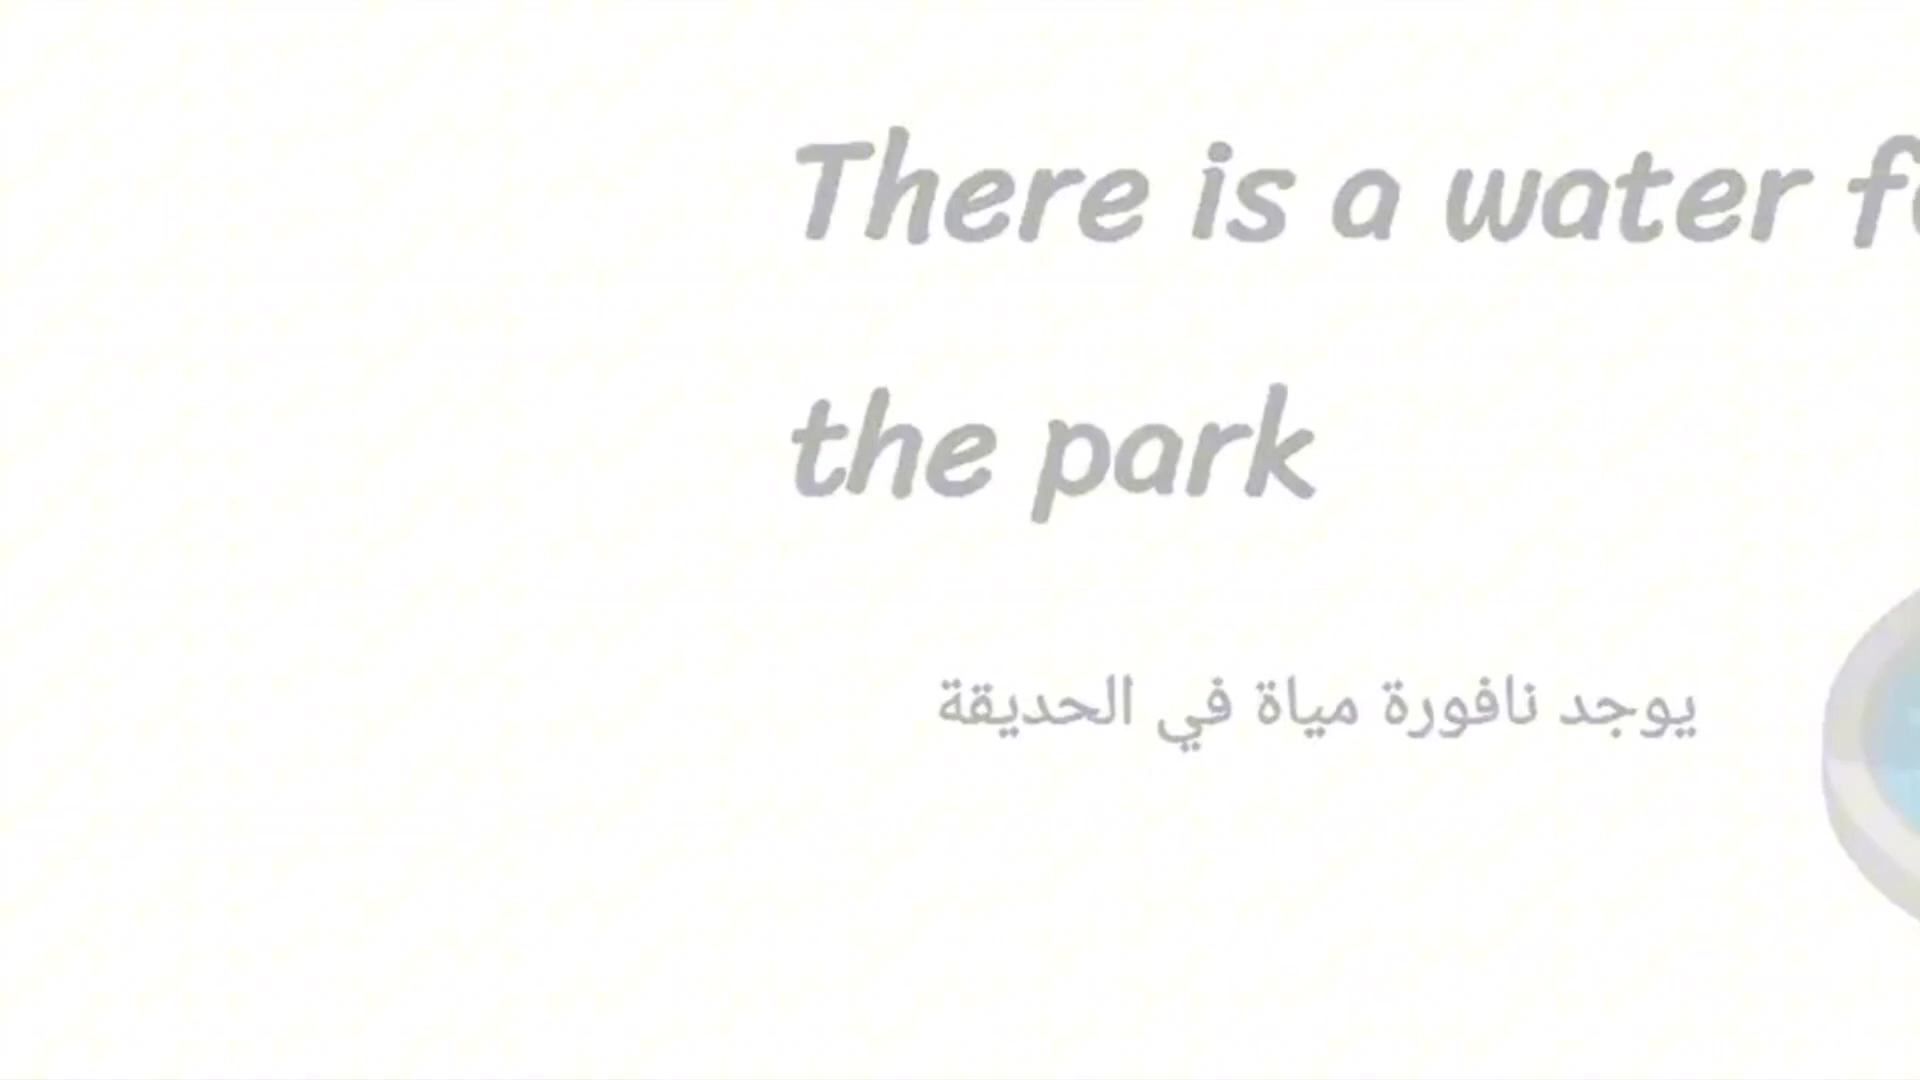 There is a water
the park
يوجد نافورة مياة في الحديقة